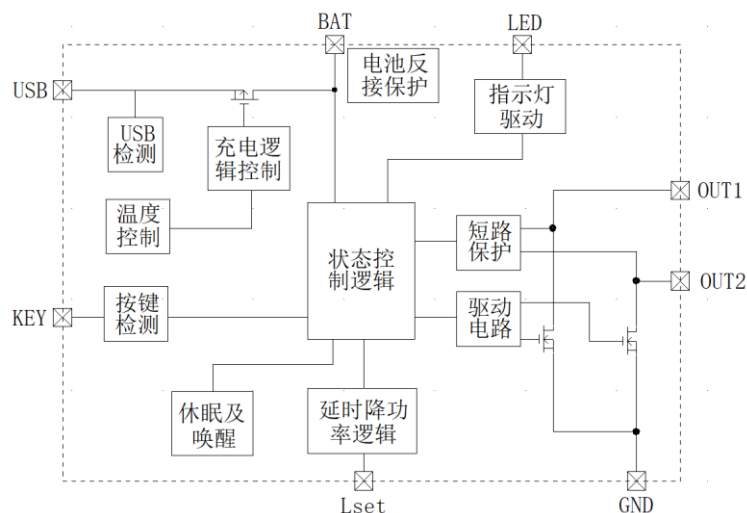 BAT
LED
USB
电池反
接保护
指示灯
驱动
USB
检测
充电逻
辑控制
OUT1
温度
控制
状态控
制逻辑
短路
保护
OUT2
KEY
按键
检测
驱动
电路
休眠及
唤醒
延时降功
率逻辑
Lset
GND